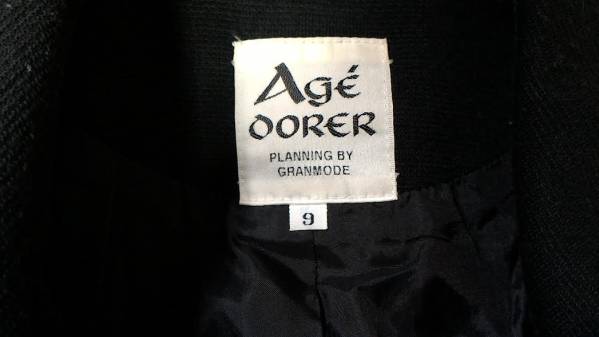 Agé
DORER
PLANNING BY
GRANMODE
9